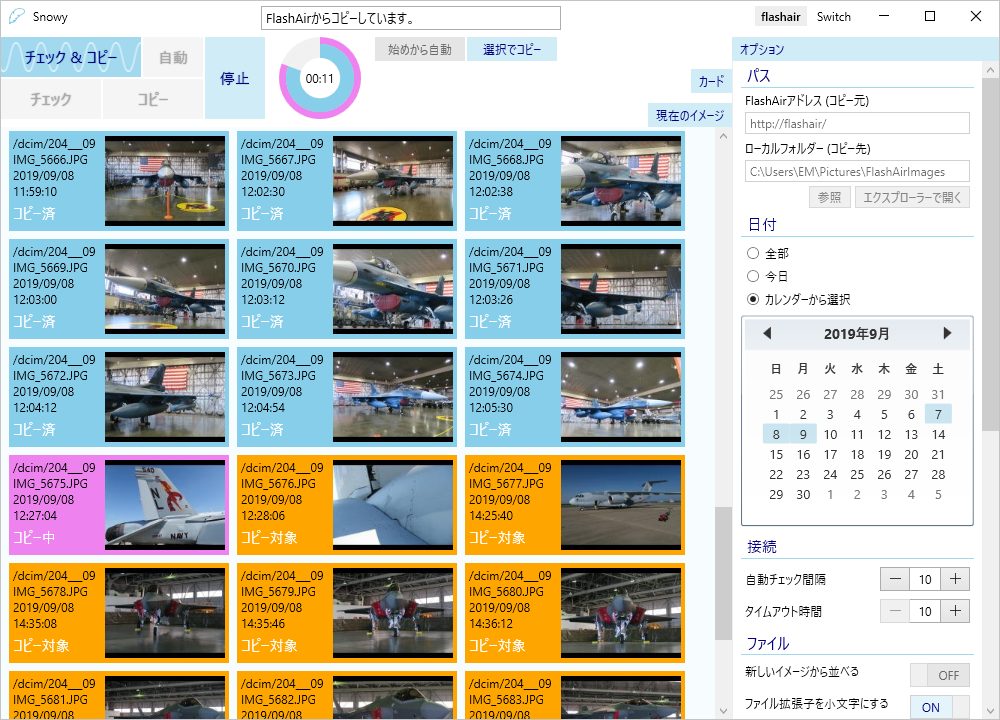 Snowy
FlashAirからコピーしています。
flashair
Switch
チェック & コピー
自動
チェック
コピー
停止
00:11
始めから自動
選択でコピー
カード
現在のイメージ
/dcim/204__09
IMG_5666.JPG
2019/09/08
11:59:10
コピー済
/dcim/204__09
IMG_5667.JPG
2019/09/08
12:02:30
コピー済
/dcim/204__09
IMG_5668.JPG
2019/09/08
12:02:38
コピー済
/dcim/204__09
IMG_5669.JPG
2019/09/08
12:03:00
コピー済
/dcim/204__09
IMG_5670.JPG
2019/09/08
12:03:12
コピー済
/dcim/204__09
IMG_5671.JPG
2019/09/08
12:03:26
コピー済
/dcim/204__09
IMG_5672.JPG
2019/09/08
12:04:12
コピー済
/dcim/204__09
IMG_5673.JPG
2019/09/08
12:04:54
コピー済
/dcim/204__09
IMG_5674.JPG
2019/09/08
12:05:30
コピー済
/dcim/204__09
IMG_5675.JPG
2019/09/08
12:27:04
コピー中
NAVY
/dcim/204__09
IMG_5676.JPG
2019/09/08
12:28:06
コピー対象
/dcim/204__09
IMG_5677.JPG
2019/09/08
14:25:40
コピー対象
/dcim/204__09
IMG_5678.JPG
2019/09/08
14:35:08
コピー対象
/dcim/204__09
IMG_5679.JPG
2019/09/08
14:35:46
コピー対象
/dcim/204__09
IMG_5680.JPG
2019/09/08
14:36:12
コピー対象
/dcim/204__09
IMG_5681.JPG
2019/09/08
/dcim/204__09
IMG_5682.JPG
2019/09/08
/dcim/204__09
IMG_5683.JPG
2019/09/08
オプション
パス
FlashAirアドレス (コピー元)
http://flashair/
ローカルフォルダー (コピー先)
C:\Users\EM\Pictures\FlashAirImages
参照
エクスプローラーで開く
日付
全部
今日
カレンダーから選択
2019年9月
日 月 火 水 木 金 土
25 26 27 28 29 30 31
1 2 3 4 5 6 7
8 9 10 11 12 13 14
15 16 17 18 19 20 21
22 23 24 25 26 27 28
29 30 1 2 3 4 5
接続
自動チェック間隔
10
タイムアウト時間
10
ファイル
新しいイメージから並べる
OFF
ファイル拡張子を小文字にする
ON